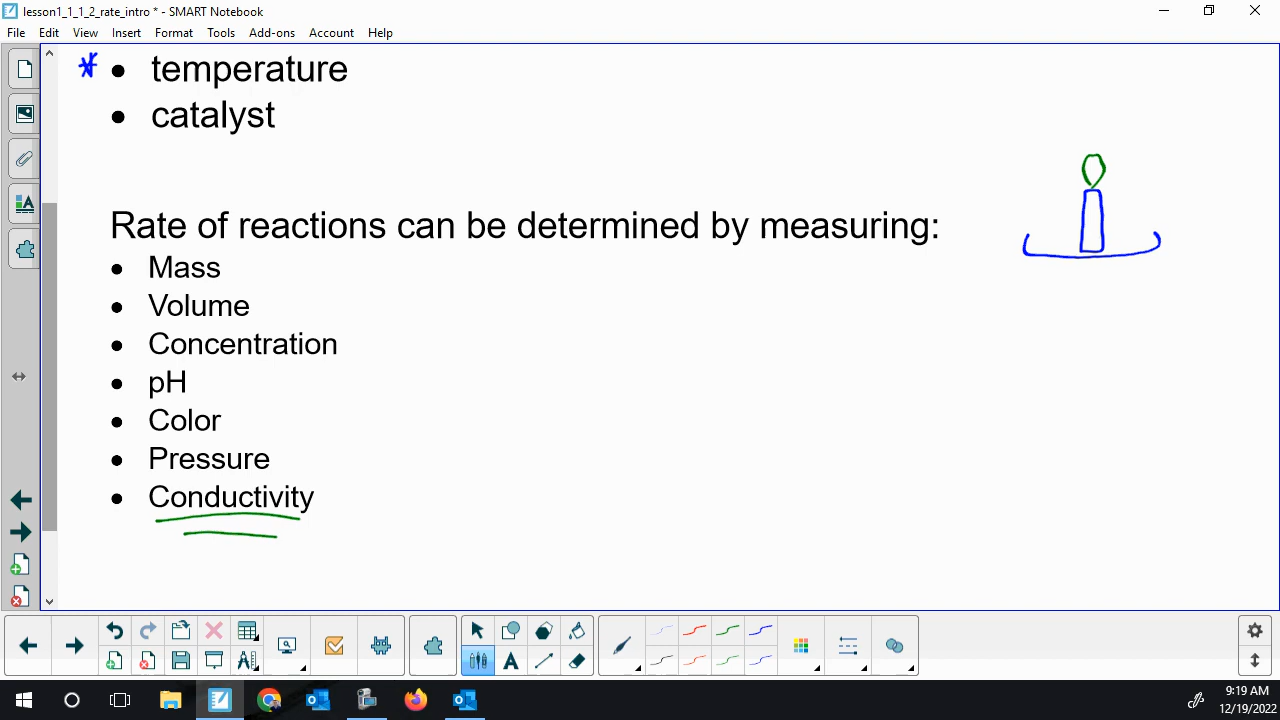 lesson1_1_1_2_rate_intro * - SMART Notebook
File Edit View Insert Format Tools Add-ons Account Help
* • temperature
• catalyst
Rate of reactions can be determined by measuring:
• Mass
• Volume
• Concentration
• pH
• Color
• Pressure
• Conductivity
9:19 AM
12/19/2022